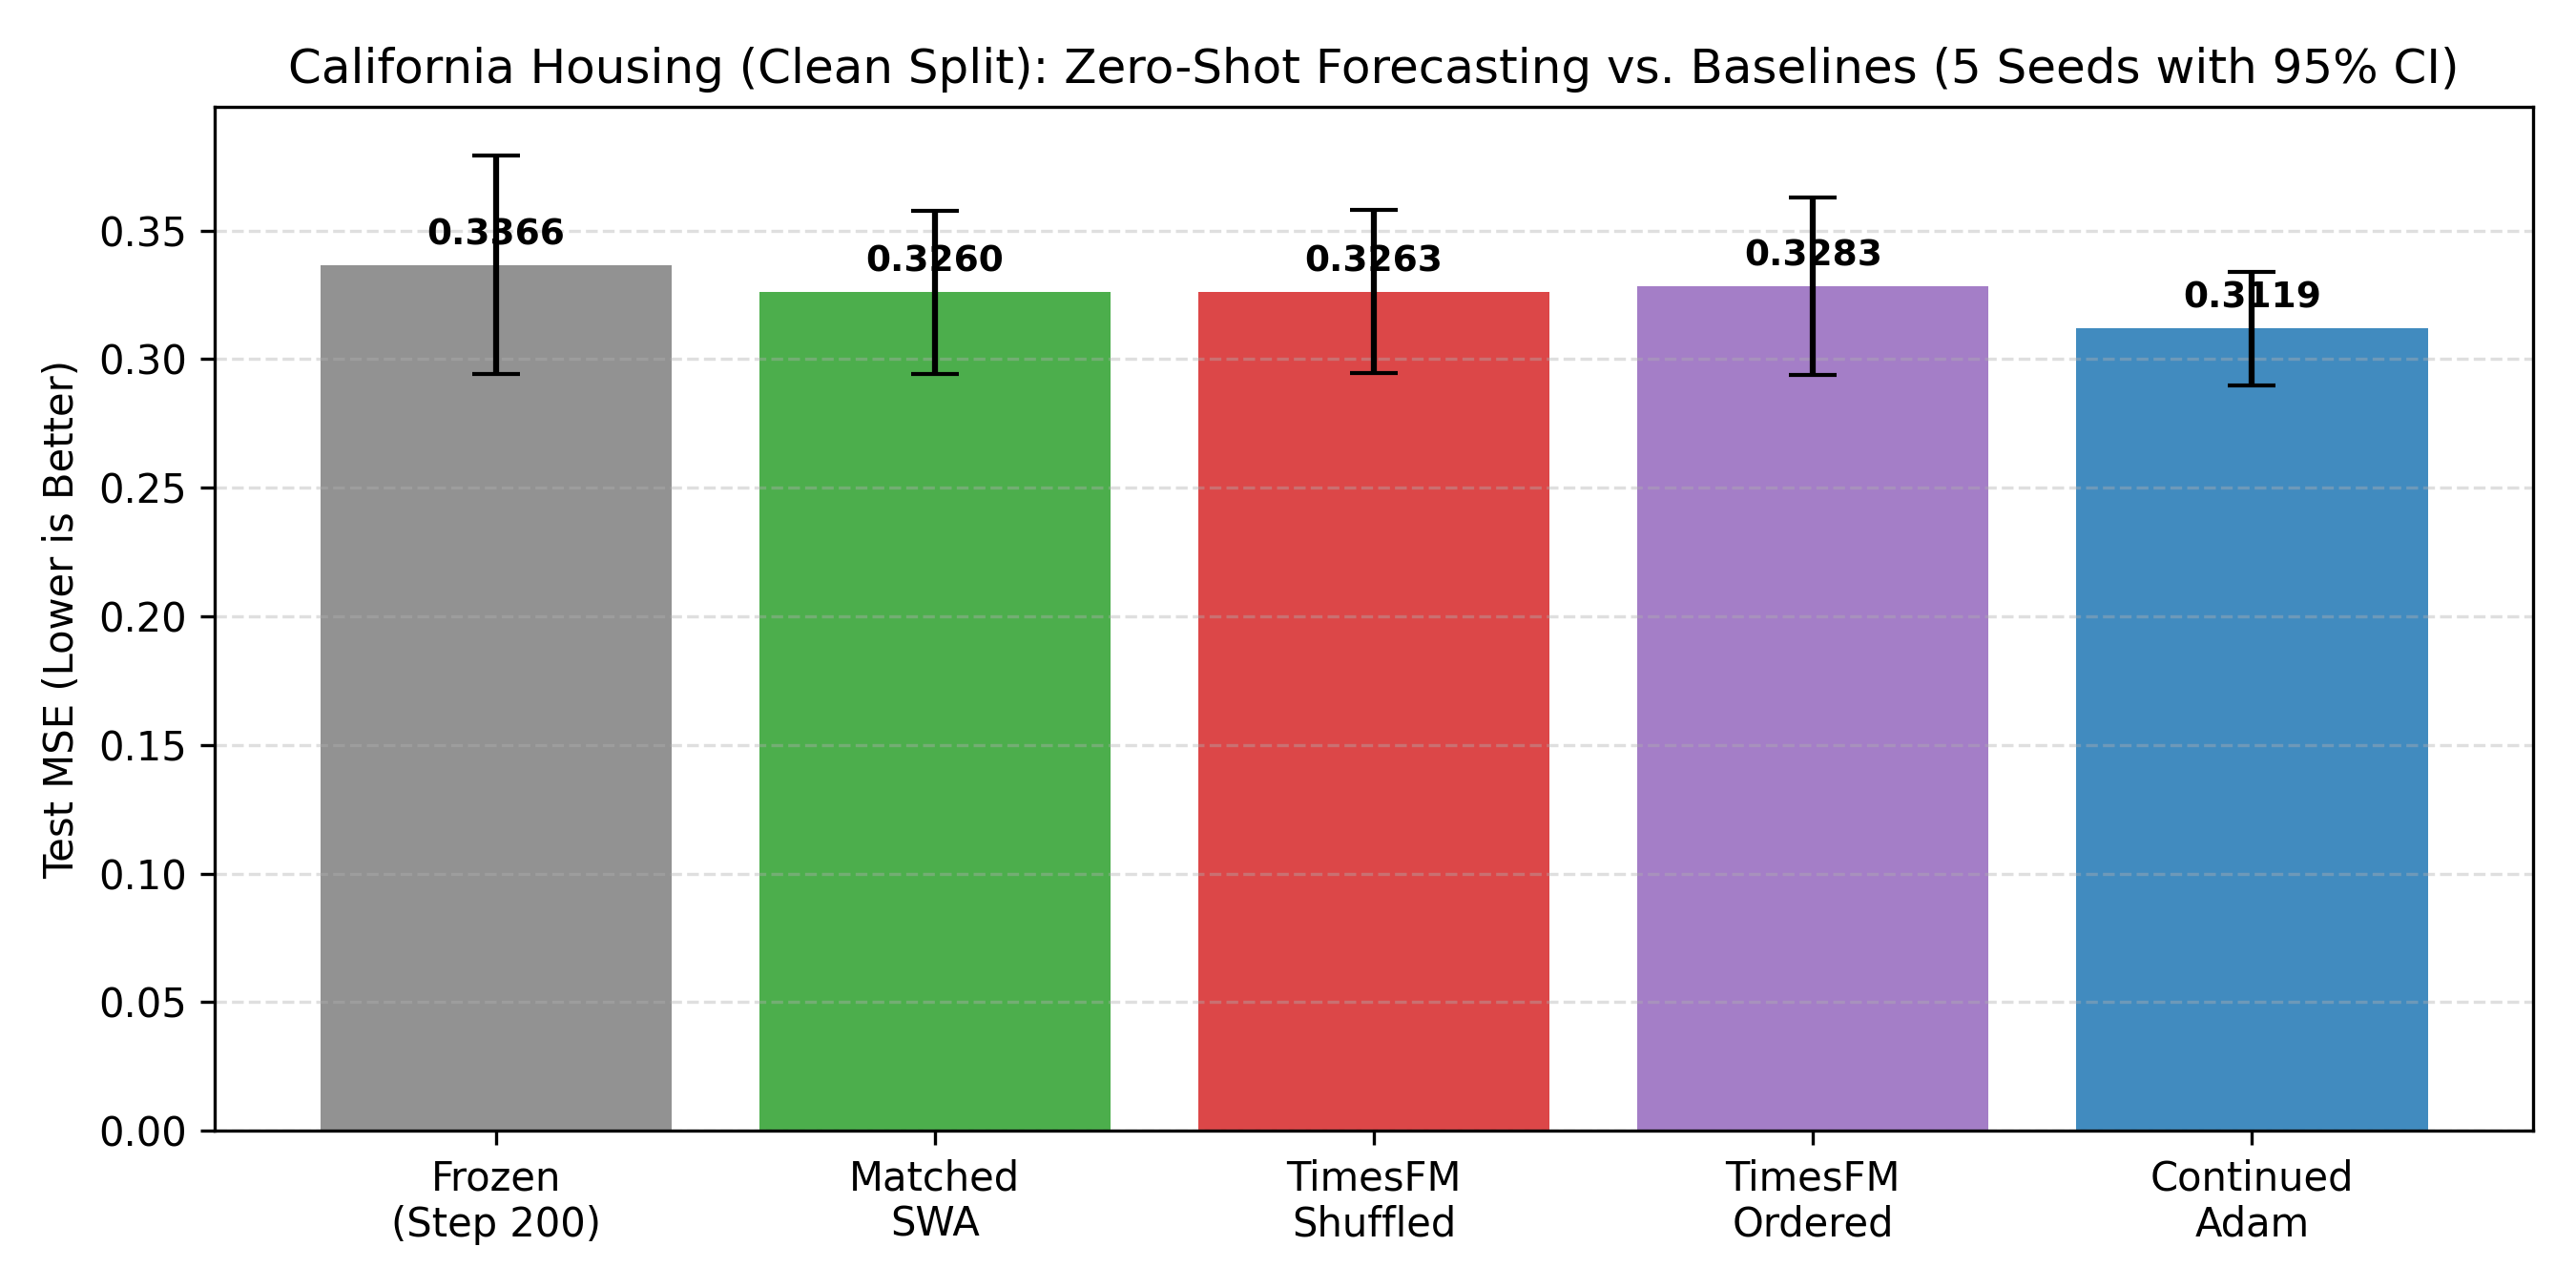 California Housing (Clean Split): Zero-Shot Forecasting vs. Baselines (5 Seeds with 95% CI)
Test MSE (Lower is Better)
0.35
0.30
0.25
0.20
0.15
0.10
0.05
0.00
0.3366
0.3260
0.3263
0.3283
0.3119
Frozen
(Step 200)
Matched
SWA
TimesFM
Shuffled
TimesFM
Ordered
Continued
Adam